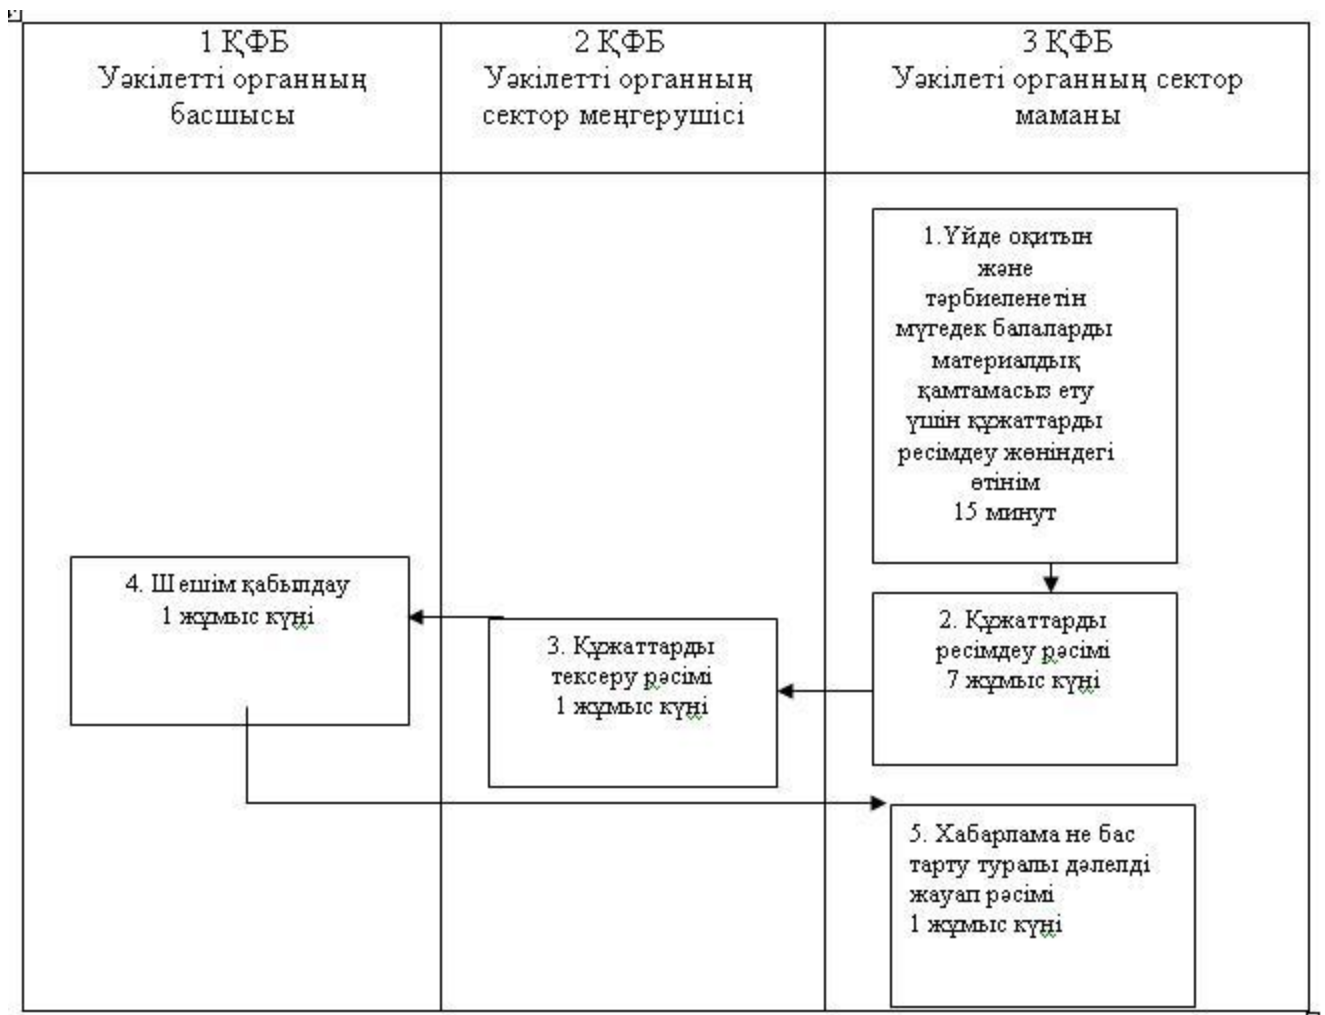 1 ҚФБ
Уәкілетті органның
басшысы
2 ҚФБ
Уәкілетті органның
сектор меңгерушісі
3 ҚФБ
Уәкілеті органның сектор
маманы
1.Үйде оқитын
және
тәрбиеленетін
мүгедек балаларды
материалдық
қамтамасыз ету
үшін құжаттарды
ресімдеу жөніндегі
өтінім
15 минут
2. Құжаттарды
ресімдеу рәсімі
7 жұмыс күні
3. Құжаттарды
тексеру рәсімі
1 жұмыс күні
4. Шешім қабылдау
1 жұмыс күні
5. Хабарлама не бас
тарту туралы дәлелді
жауап рәсімі
1 жұмыс күні